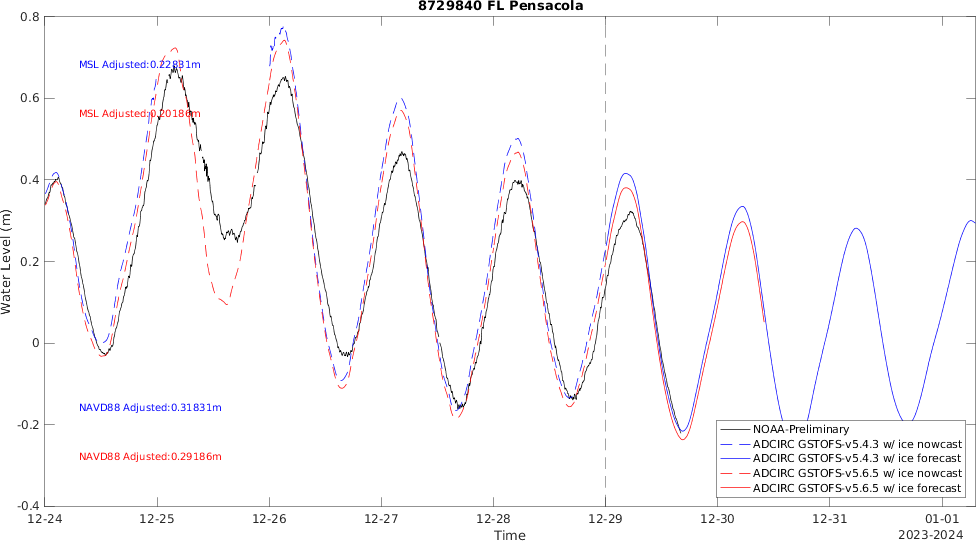 8729840 FL Pensacola
0.8
0.6
0.4
0.2
0
-0.2
-0.4
Water Level (m)
MSL Adjusted:0.22831m
MSL Adjusted:0.20186m
NAVD88 Adjusted:0.31831m
NAVD88 Adjusted:0.29186m
NOAA-Preliminary
ADCIRC GSTOFS-v5.4.3 w/ ice nowcast
ADCIRC GSTOFS-v5.4.3 w/ ice forecast
ADCIRC GSTOFS-v5.6.5 w/ ice nowcast
ADCIRC GSTOFS-v5.6.5 w/ ice forecast
12-24 12-25 12-26 12-27 12-28 12-29 12-30 12-31 01-01
Time
2023-2024